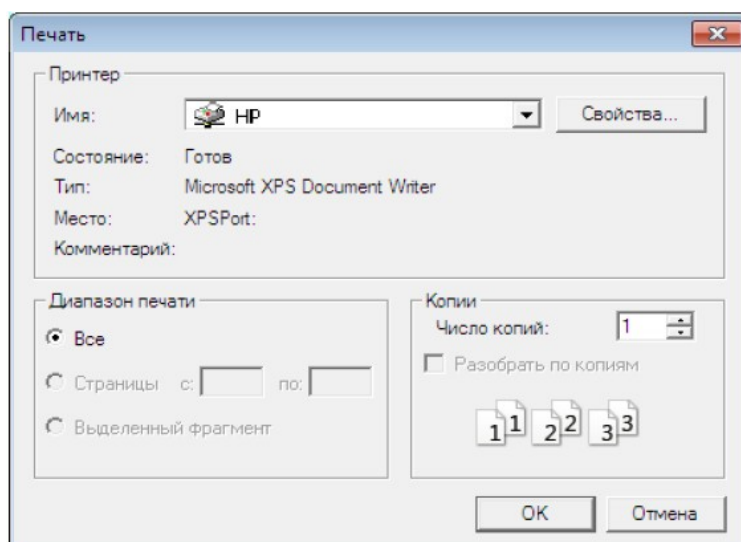 Печать
Принтер
Имя: HP Свойства...
Состояние: Готов
Тип: Microsoft XPS Document Writer
Место: XPSPort:
Комментарий:
Диапазон печати
Все
Страницы с: по:
Выделенный фрагмент
Копии
Число копий: 1
Разобрать по копиям
1 1 2 2 3 3
OK Отмена